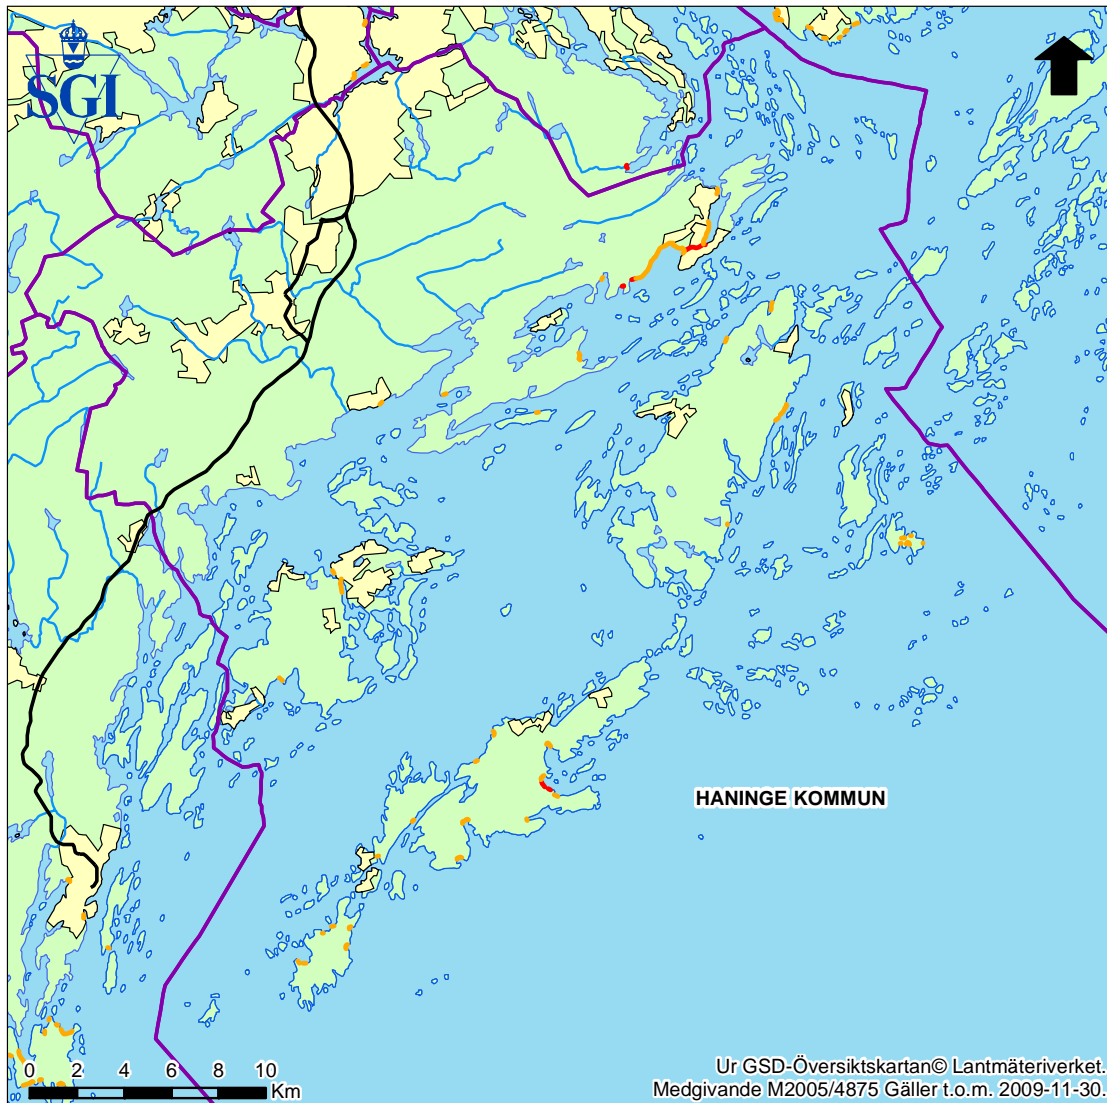 SGI
HANINGE KOMMUN
0 2 4 6 8 10
Km
Ur GSD-Översiktskartan© Lantmäteriverket.
Medgivande M2005/4875 Gäller t.o.m. 2009-11-30.